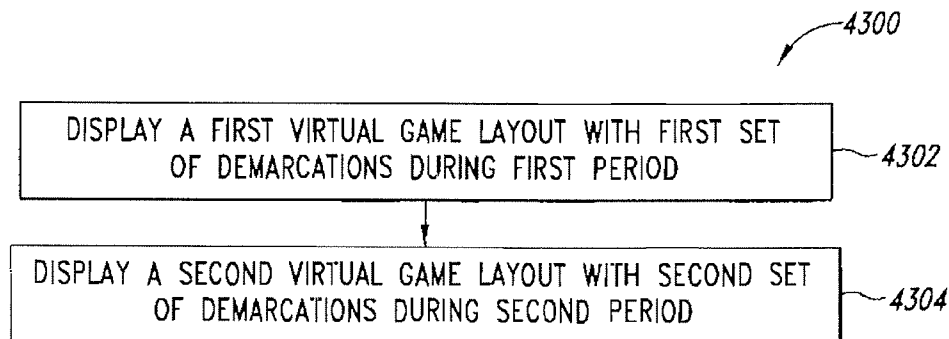 4300
DISPLAY A FIRST VIRTUAL GAME LAYOUT WITH FIRST SET
OF DEMARCATIONS DURING FIRST PERIOD
4302
DISPLAY A SECOND VIRTUAL GAME LAYOUT WITH SECOND SET
OF DEMARCATIONS DURING SECOND PERIOD
4304